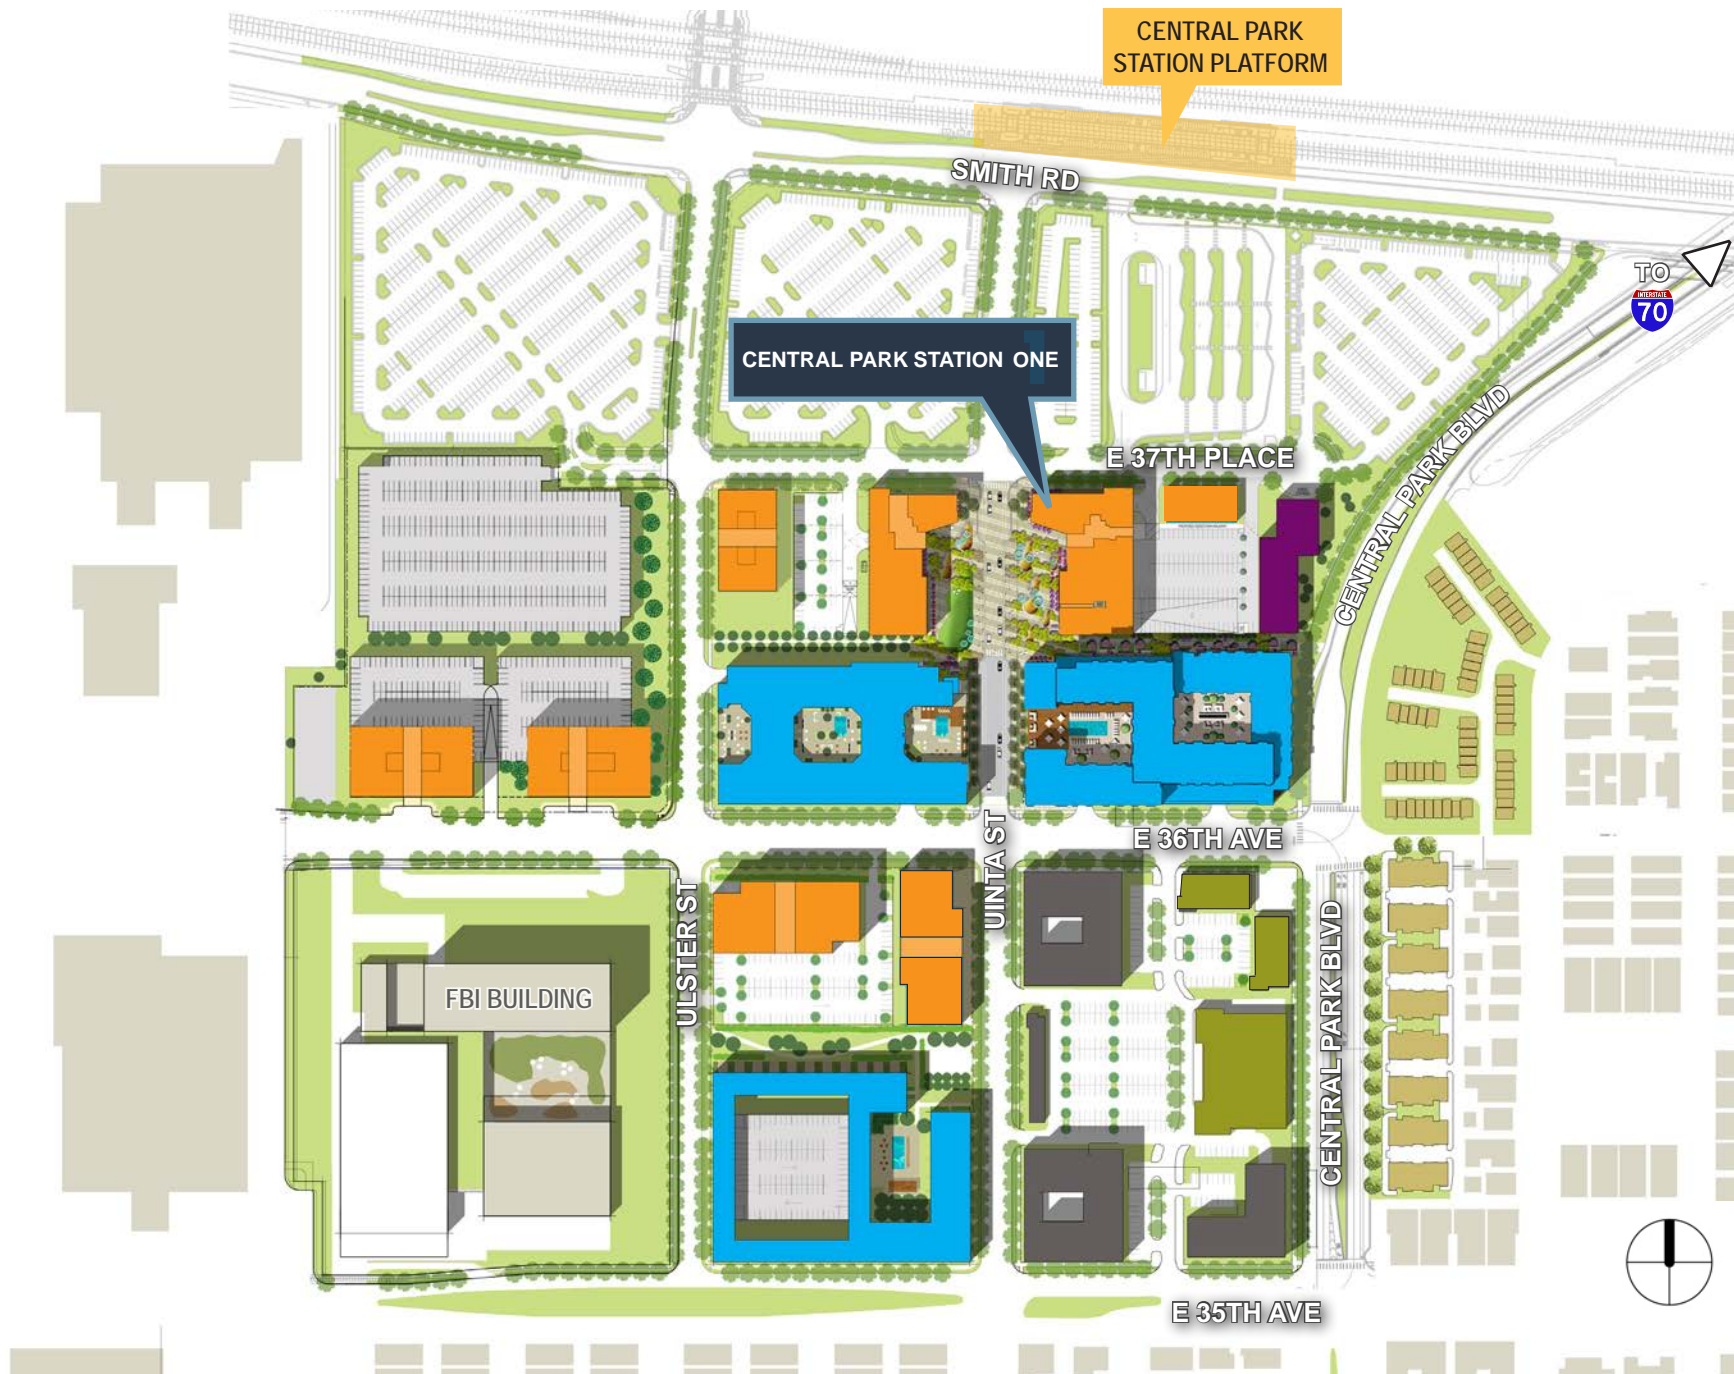 CENTRAL PARK
STATION PLATFORM
SMITH RD
TO
INTERSTATE
70
CENTRAL PARK STATION ONE
CENTRAL PARK BLVD
E 37TH PLACE
E 36TH AVE
UINTA ST
ULSTER ST
FBI BUILDING
CENTRAL PARK BLVD
E 35TH AVE